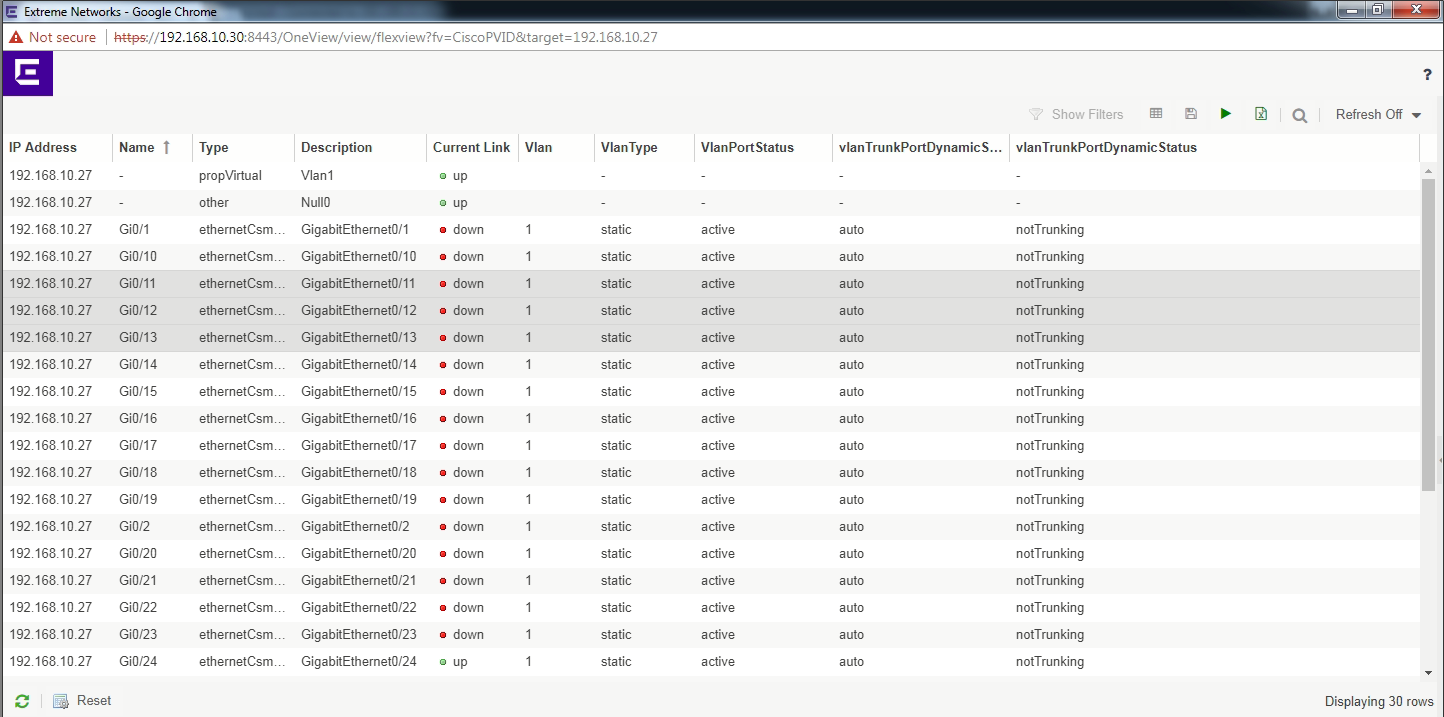 Extreme Networks - Google Chrome
Not secure https://192.168.10.30:8443/OneView/view/flexview?fv=CiscoPVID&target=192.168.10.27
?
Show Filters Refresh Off
IP Address Name Type Description Current Link Vlan VlanType VlanPortStatus vlanTrunkPortDynamicS... vlanTrunkPortDynamicStatus
192.168.10.27 - propVirtual Vlan1 up - - - -
192.168.10.27 - other Null0 up - - - -
192.168.10.27 Gi0/1 ethernetCsm... GigabitEthernet0/1 down 1 static active auto notTrunking
192.168.10.27 Gi0/10 ethernetCsm... GigabitEthernet0/10 down 1 static active auto notTrunking
192.168.10.27 Gi0/11 ethernetCsm... GigabitEthernet0/11 down 1 static active auto notTrunking
192.168.10.27 Gi0/12 ethernetCsm... GigabitEthernet0/12 down 1 static active auto notTrunking
192.168.10.27 Gi0/13 ethernetCsm... GigabitEthernet0/13 down 1 static active auto notTrunking
192.168.10.27 Gi0/14 ethernetCsm... GigabitEthernet0/14 down 1 static active auto notTrunking
192.168.10.27 Gi0/15 ethernetCsm... GigabitEthernet0/15 down 1 static active auto notTrunking
192.168.10.27 Gi0/16 ethernetCsm... GigabitEthernet0/16 down 1 static active auto notTrunking
192.168.10.27 Gi0/17 ethernetCsm... GigabitEthernet0/17 down 1 static active auto notTrunking
192.168.10.27 Gi0/18 ethernetCsm... GigabitEthernet0/18 down 1 static active auto notTrunking
192.168.10.27 Gi0/19 ethernetCsm... GigabitEthernet0/19 down 1 static active auto notTrunking
192.168.10.27 Gi0/2 ethernetCsm... GigabitEthernet0/2 down 1 static active auto notTrunking
192.168.10.27 Gi0/20 ethernetCsm... GigabitEthernet0/20 down 1 static active auto notTrunking
192.168.10.27 Gi0/21 ethernetCsm... GigabitEthernet0/21 down 1 static active auto notTrunking
192.168.10.27 Gi0/22 ethernetCsm... GigabitEthernet0/22 down 1 static active auto notTrunking
192.168.10.27 Gi0/23 ethernetCsm... GigabitEthernet0/23 down 1 static active auto notTrunking
192.168.10.27 Gi0/24 ethernetCsm... GigabitEthernet0/24 up 1 static active auto notTrunking
Reset Displaying 30 rows